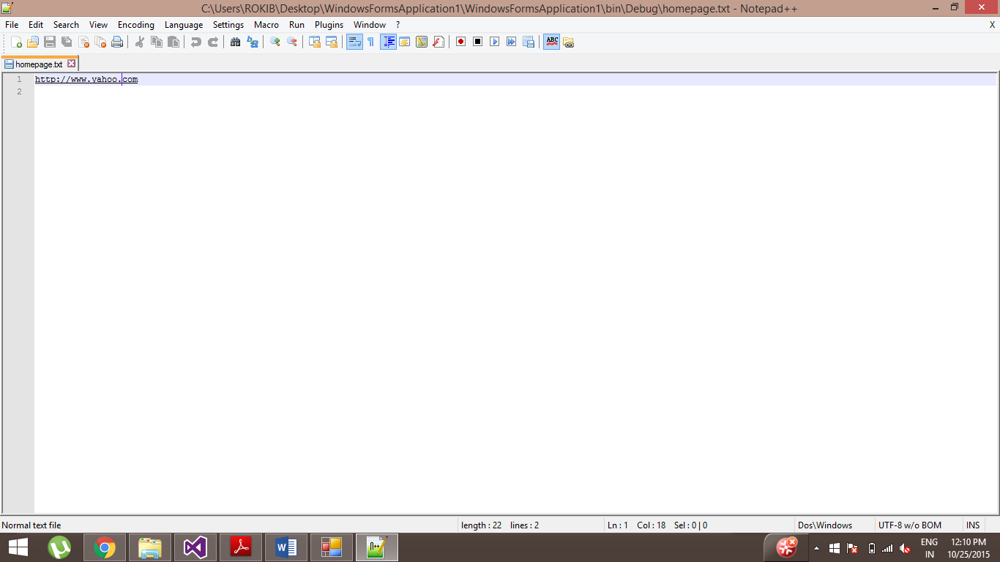 C:\Users\ROKIB\Desktop\WindowsFormsApplication1\WindowsFormsApplication1\bin\Debug\homepage.txt - Notepad++
File Edit Search View Encoding Language Settings Macro Run Plugins Window ? X
ABC
homepage.txt
1 http://www.yahoo.com
2
Normal text file length : 22 lines : 2 Ln : 1 Col : 18 Sel : 0 | 0 Dos\Windows UTF-8 w/o BOM INS
ENG 12:10 PM
IN 10/25/2015